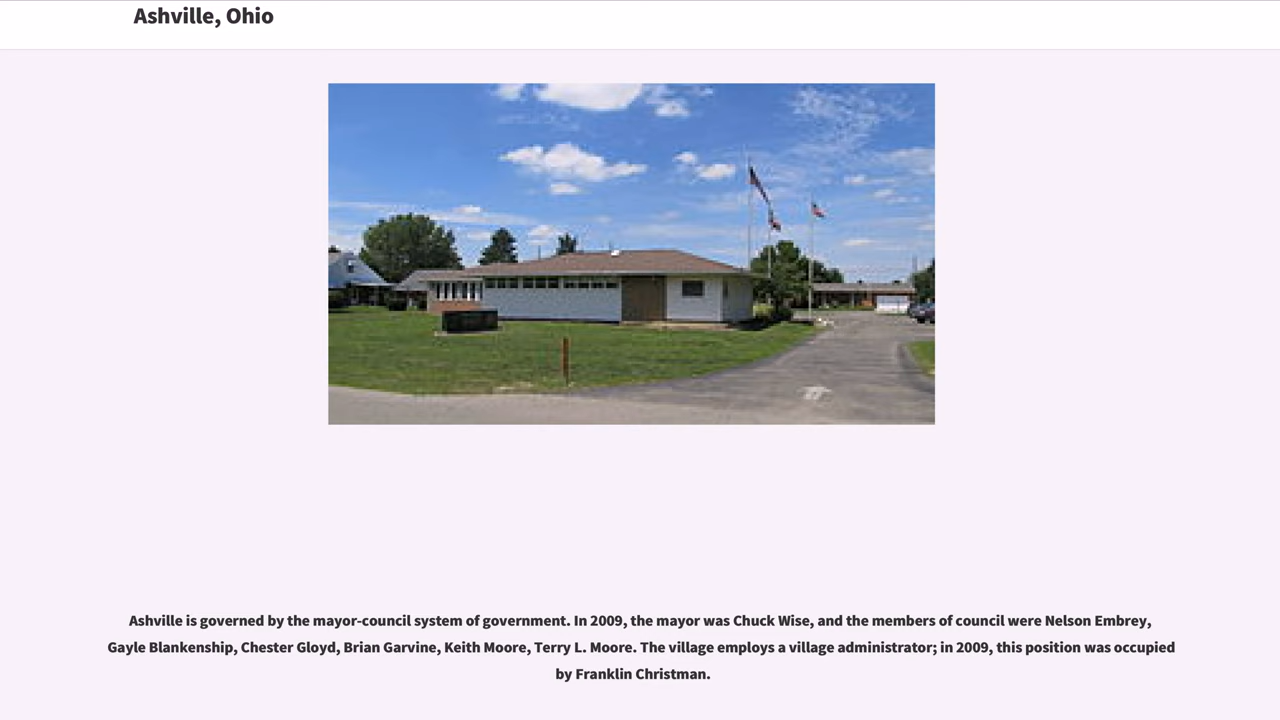 Ashville, Ohio
Ashville is governed by the mayor-council system of government. In 2009, the mayor was Chuck Wise, and the members of council were Nelson Embrey,
Gayle Blankenship, Chester Gloyd, Brian Garvine, Keith Moore, Terry L. Moore. The village employs a village administrator; in 2009, this position was occupied
by Franklin Christman.